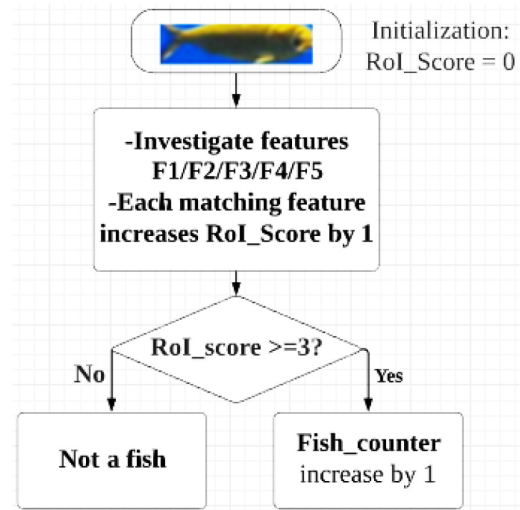 Initialization:
RoI_Score = 0
-Investigate features
F1/F2/F3/F4/F5
-Each matching feature
increases RoI_Score by 1
RoI_score >=3?
No
Yes
Not a fish
Fish_counter
increase by 1